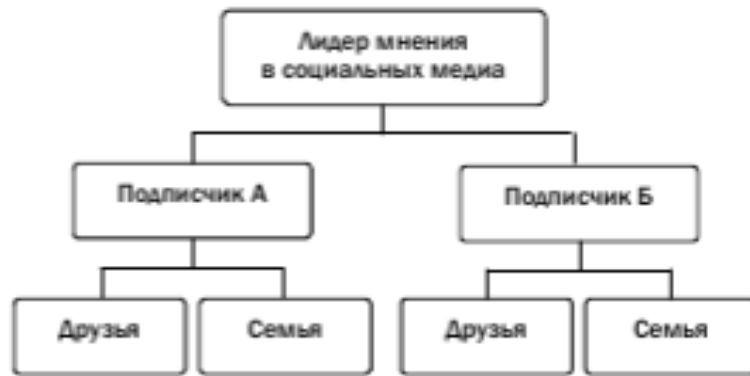 Лидер мнения
в социальных медиа
Подписчик А
Подписчик Б
Друзья
Семья
Друзья
Семья